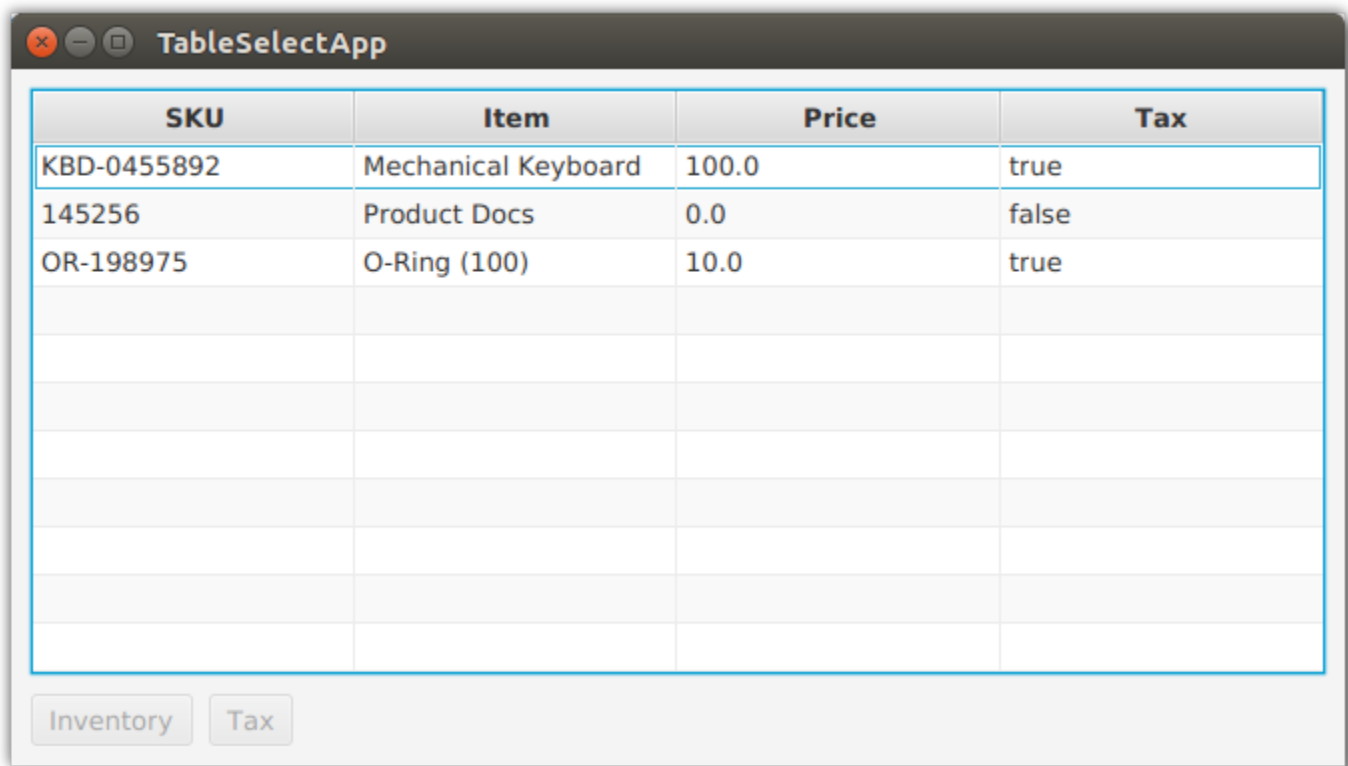 TableSelectApp
SKU Item Price Tax
KBD-0455892 Mechanical Keyboard 100.0 true
145256 Product Docs 0.0 false
OR-198975 O-Ring (100) 10.0 true
Inventory Tax